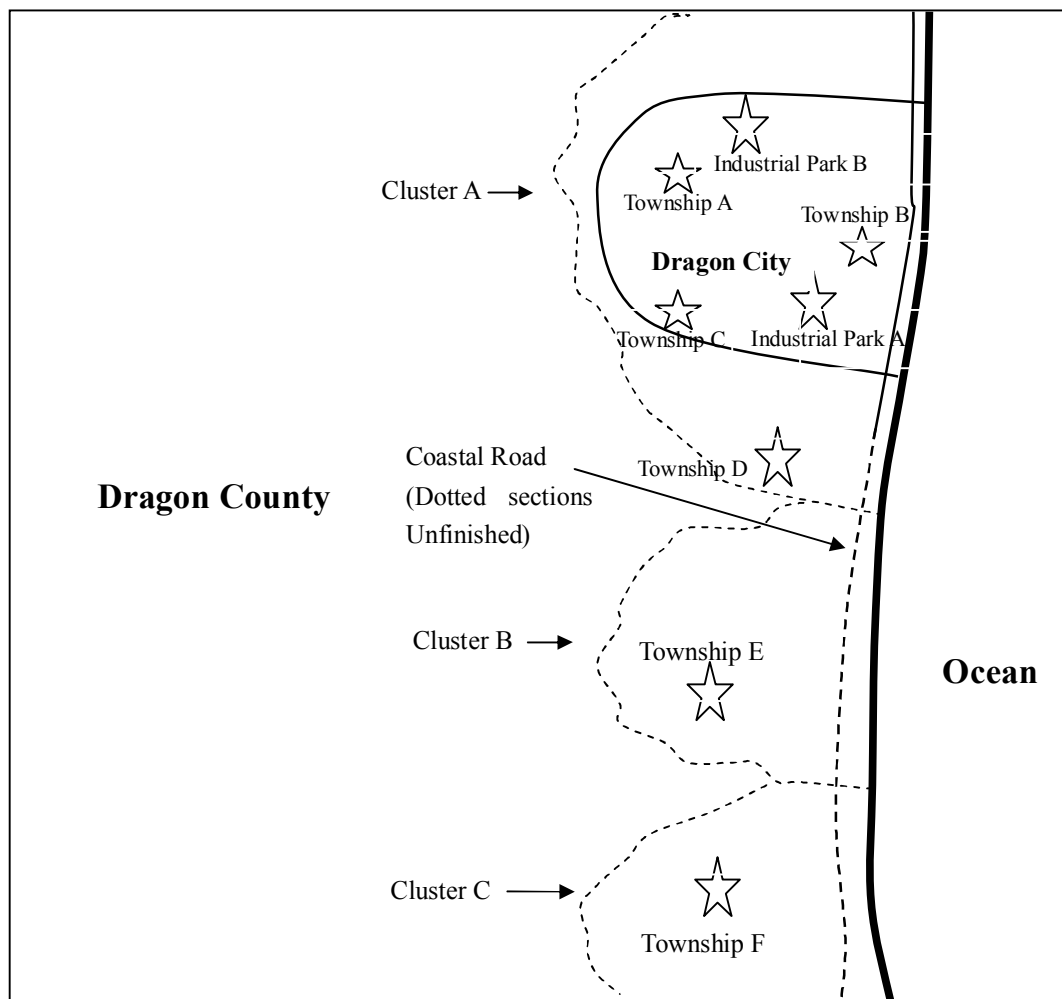 Industrial Park B
Cluster A
Township A
Township B
Dragon City
Township C
Industrial Park A
Coastal Road
(Dotted sections
Unfinished)
Township D
Dragon County
Cluster B
Township E
Ocean
Cluster C
Township F